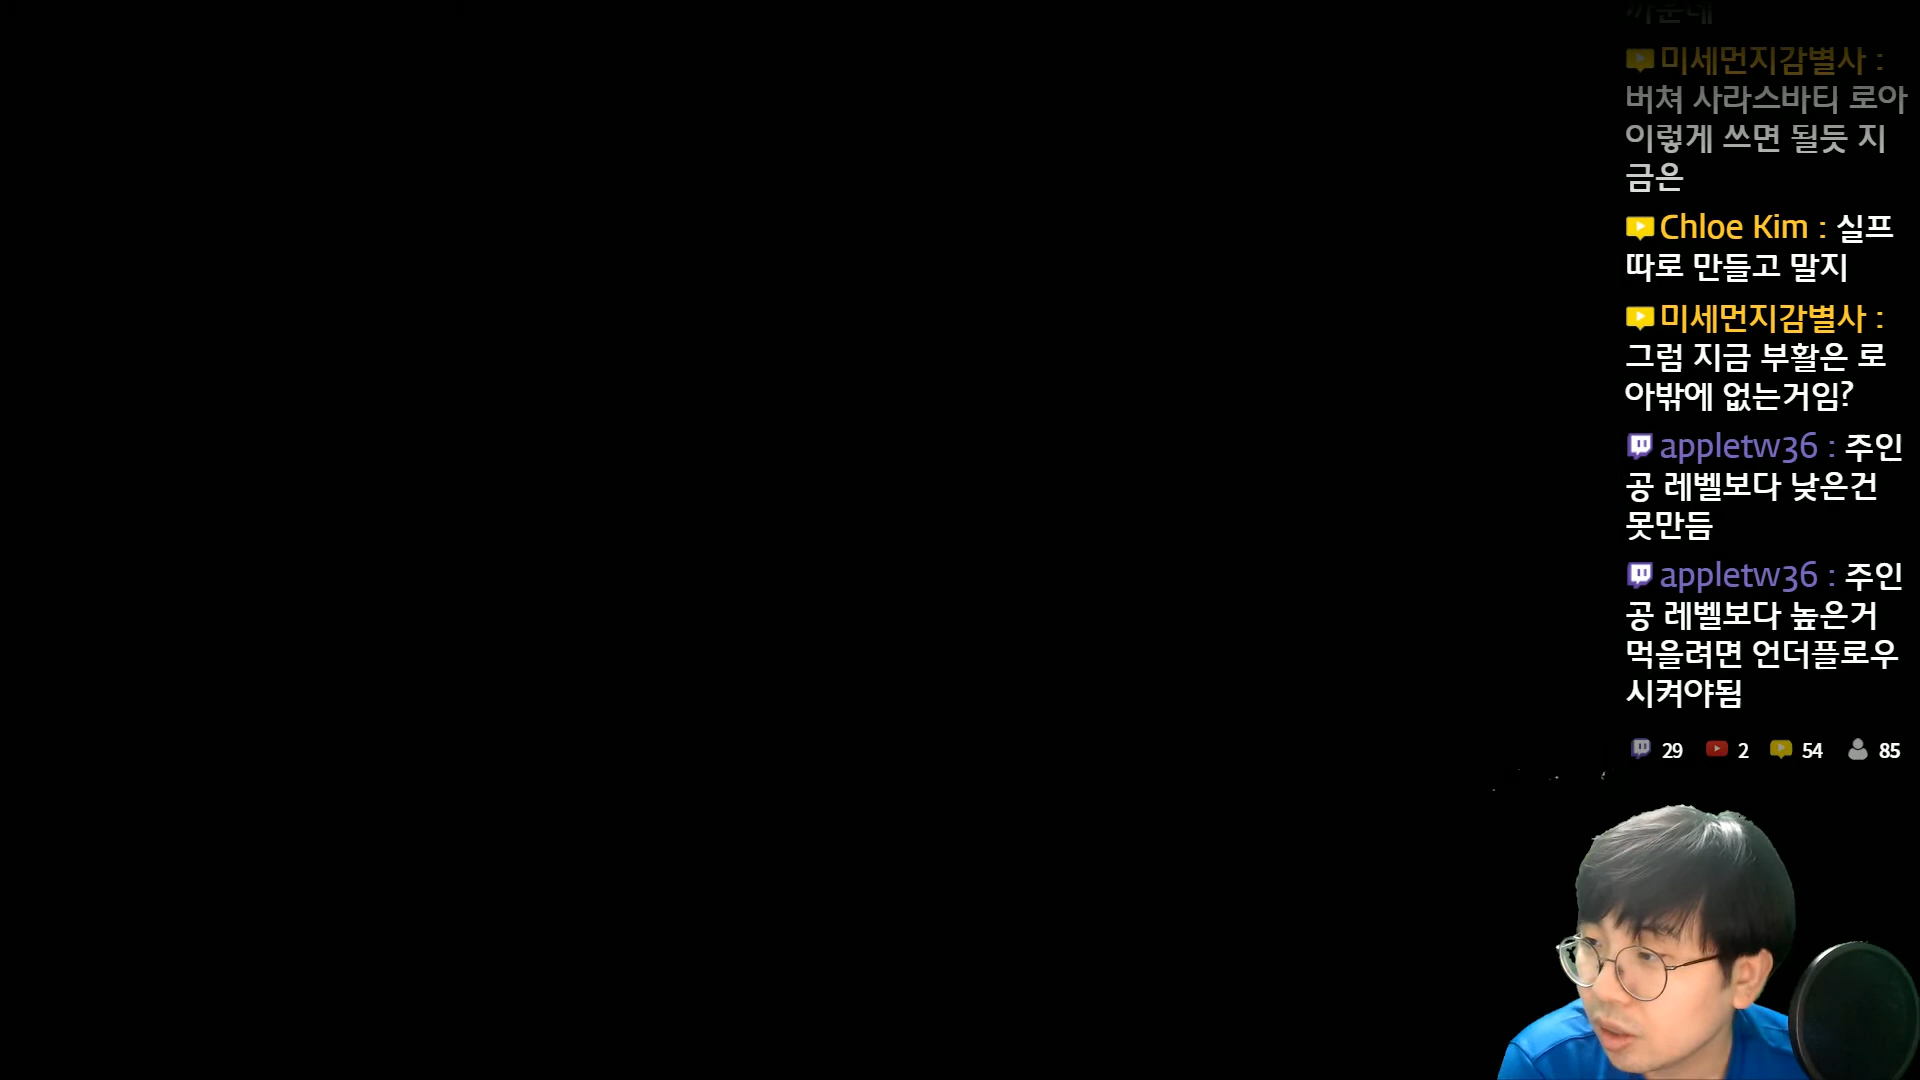 까운데
미세먼지감별사 :
버쳐 사라스바티 로아
이렇게 쓰면 될듯 지
금은
Chloe Kim : 실프
따로 만들고 말지
미세먼지감별사 :
그럼 지금 부활은 로
아밖에 없는거임?
appletw36 : 주인
공 레벨보다 낮은건
못만듬
appletw36 : 주인
공 레벨보다 높은거
먹을려면 언더플로우
시켜야됨
29 2 54 85